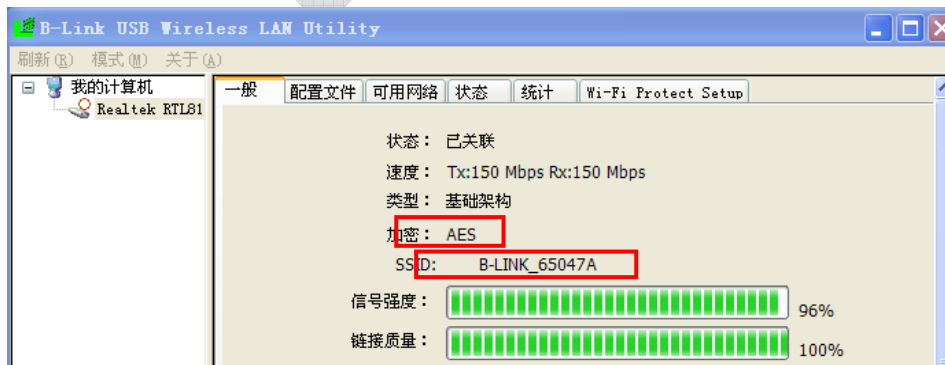 B-Link USB Wireless LAN Utility
刷新(R) 模式(M) 关于(A)
我的计算机
Realtek RTL81
一般 配置文件 可用网络 状态 统计 Wi-Fi Protect Setup
状态： 已关联
速度： Tx:150 Mbps Rx:150 Mbps
类型： 基础架构
加密： AES
SSID: B-LINK_65047A
信号强度： 96%
链接质量： 100%